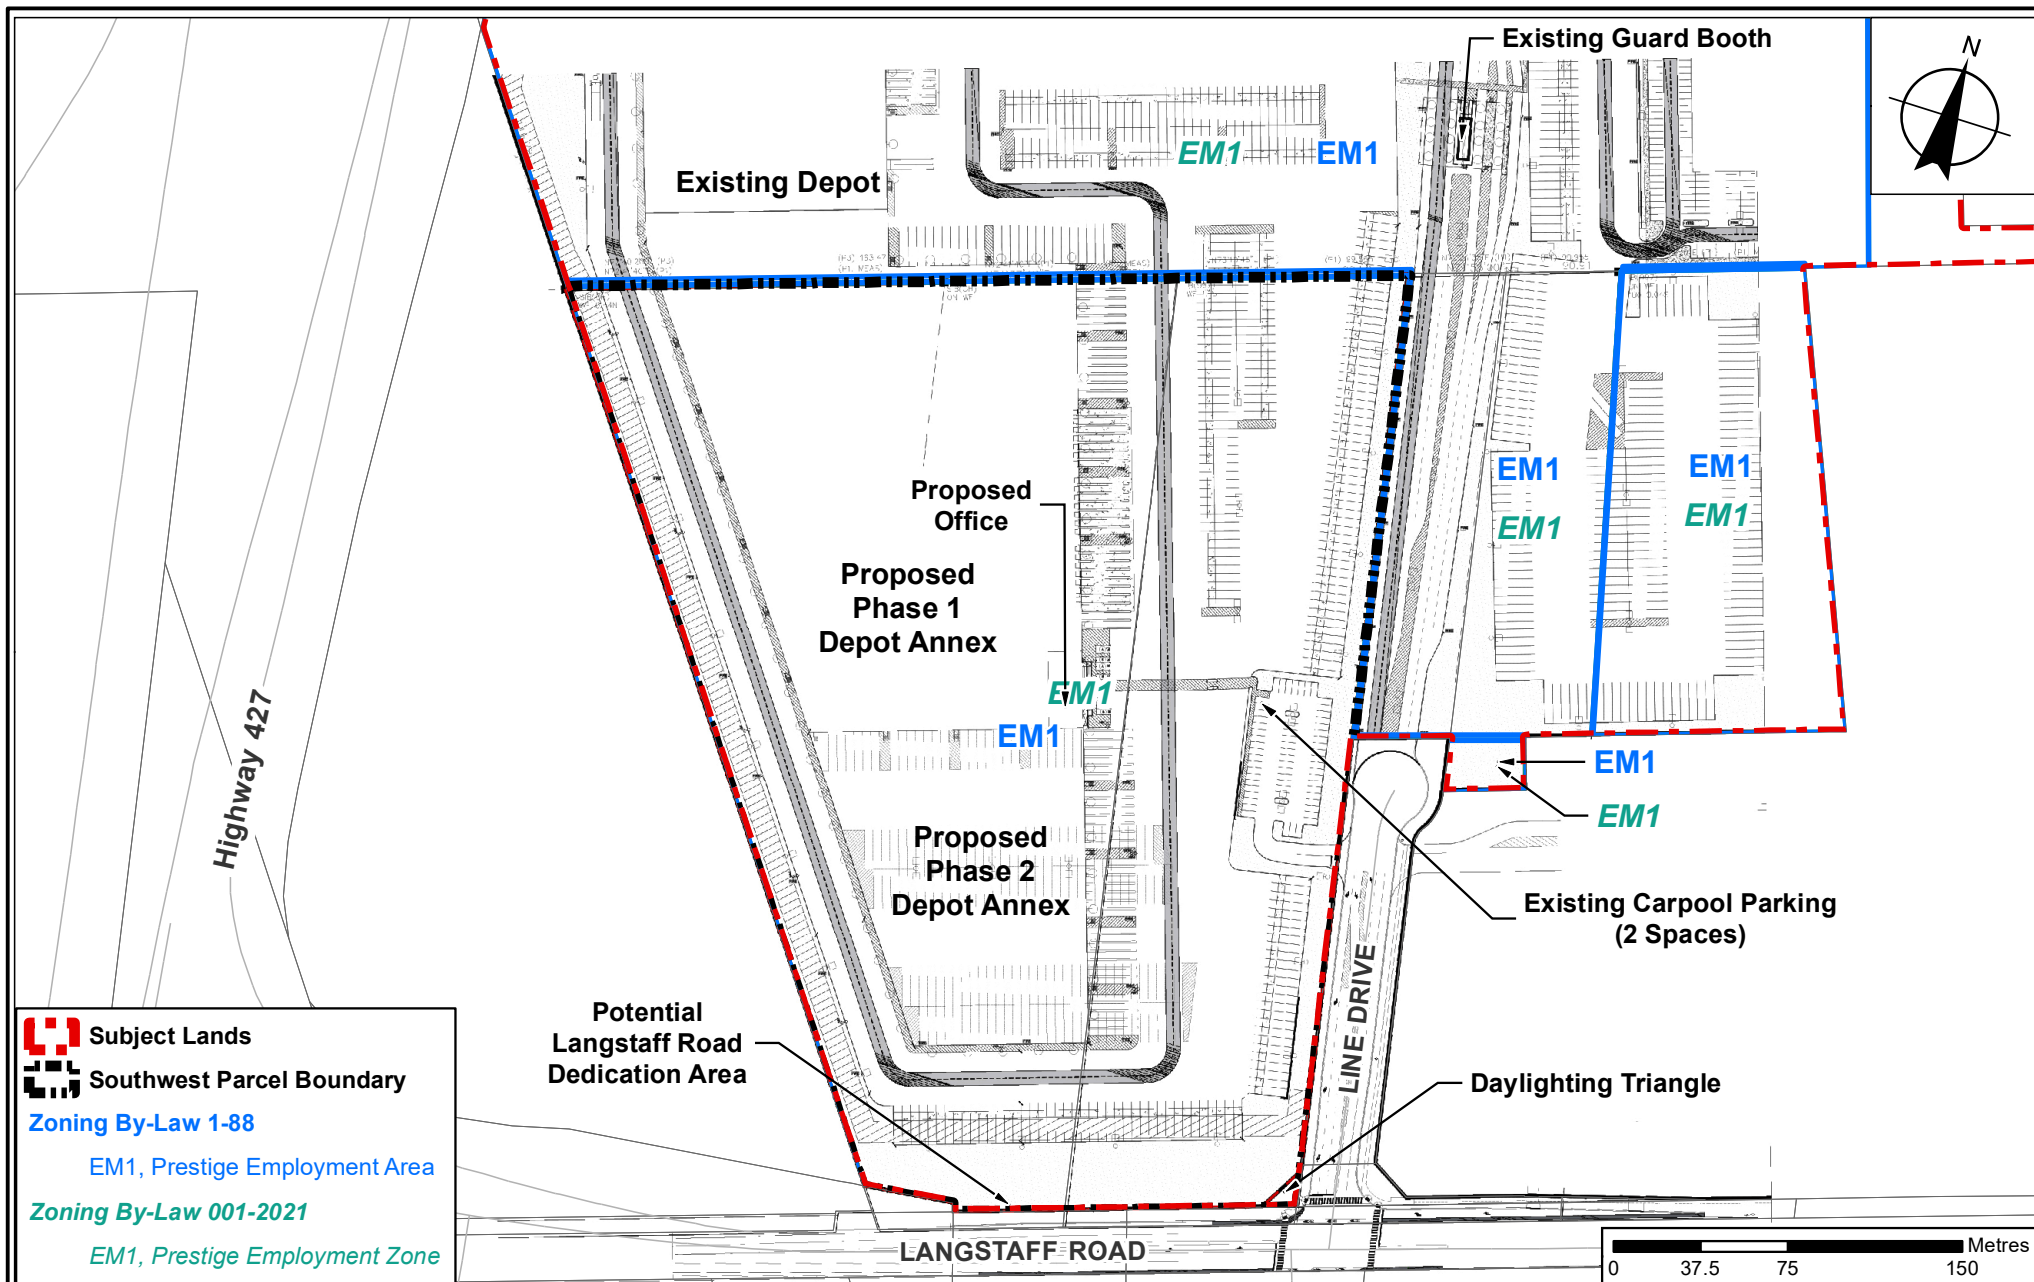 Existing Guard Booth
N
EM1 EM1
Existing Depot
EM1 EM1
Proposed
Office
EM1 EM1
Proposed
Phase 1
Depot Annex
EM1
EM1
EM1
EM1
Highway 427
Proposed
Phase 2
Depot Annex
Existing Carpool Parking
(2 Spaces)
LINE DRIVE
Potential
Langstaff Road
Dedication Area
Daylighting Triangle
LANGSTAFF ROAD
Subject Lands
Southwest Parcel Boundary
Zoning By-Law 1-88
EM1, Prestige Employment Area
Zoning By-Law 001-2021
EM1, Prestige Employment Zone
Metres
0 37.5 75 150